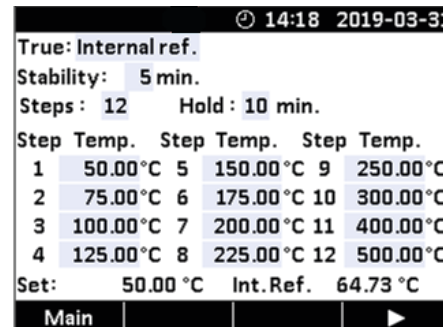 14:18 2019-03-31
True: Internal ref.
Stability: 5 min.
Steps: 12 Hold: 10 min.
Step Temp. Step Temp. Step Temp.
1 50.00°C 5 150.00°C 9 250.00°C
2 75.00°C 6 175.00°C 10 300.00°C
3 100.00°C 7 200.00°C 11 400.00°C
4 125.00°C 8 225.00°C 12 500.00°C
Set: 50.00 °C Int.Ref. 64.73 °C
Main